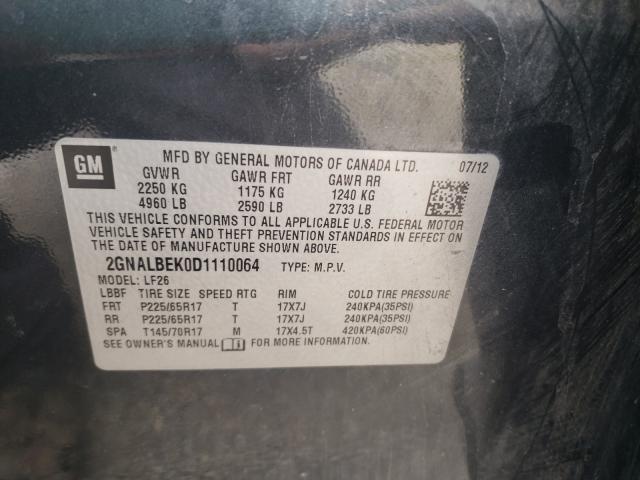 GM
MFD BY GENERAL MOTORS OF CANADA LTD. 07/12
GVWR GAWR FRT GAWR RR
2250 KG 1175 KG 1240 KG
4960 LB 2590 LB 2733 LB
THIS VEHICLE CONFORMS TO ALL APPLICABLE U.S. FEDERAL MOTOR
VEHICLE SAFETY AND THEFT PREVENTION STANDARDS IN EFFECT ON
THE DATE OF MANUFACTURE SHOWN ABOVE.
2GNALBEK0D1110064 TYPE: M.P.V.
MODEL: LF26
LBBF TIRE SIZE SPEED RTG RIM COLD TIRE PRESSURE
FRT P225/65R17 T 17X7J 240KPA(35PSI)
RR P225/65R17 T 17X7J 240KPA(35PSI)
SPA T145/70R17 M 17X4.5T 420KPA(60PSI)
SEE OWNER'S MANUAL FOR MORE INFORMATION.